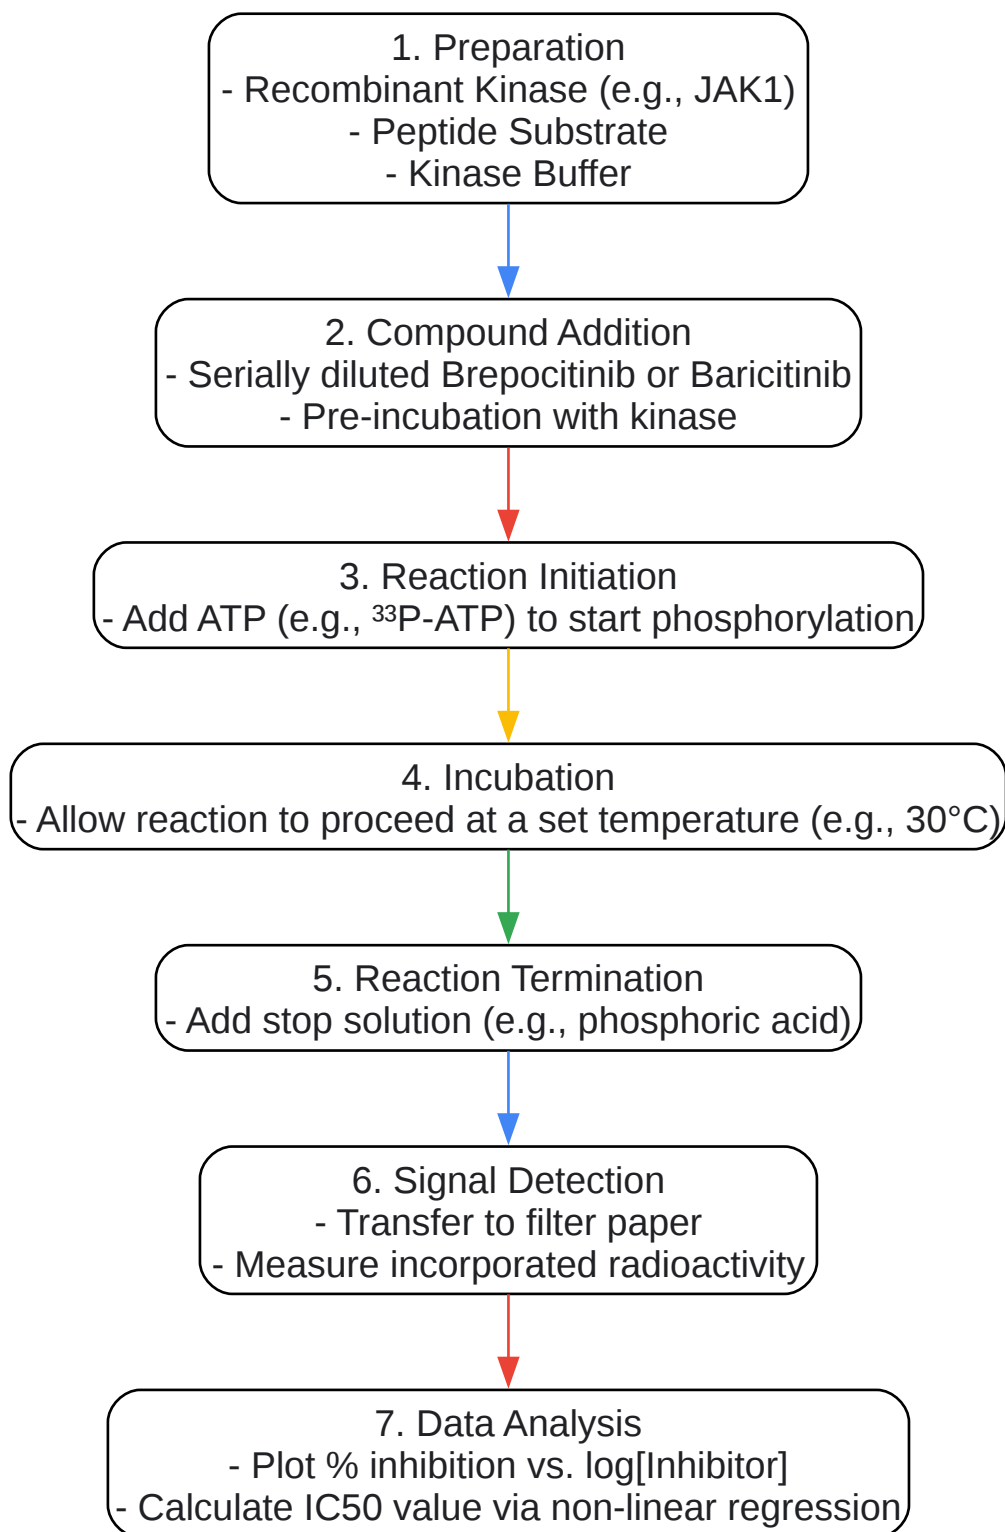 1. Preparation
- Recombinant Kinase (e.g., JAK1)
- Peptide Substrate
- Kinase Buffer
2. Compound Addition
- Serially diluted Brepocitinib or Baricitinib
- Pre-incubation with kinase
3. Reaction Initiation
- Add ATP (e.g., ³³P-ATP) to start phosphorylation
4. Incubation
- Allow reaction to proceed at a set temperature (e.g., 30°C)
5. Reaction Termination
- Add stop solution (e.g., phosphoric acid)
6. Signal Detection
- Transfer to filter paper
- Measure incorporated radioactivity
7. Data Analysis
- Plot % inhibition vs. log[Inhibitor]
- Calculate IC50 value via non-linear regression